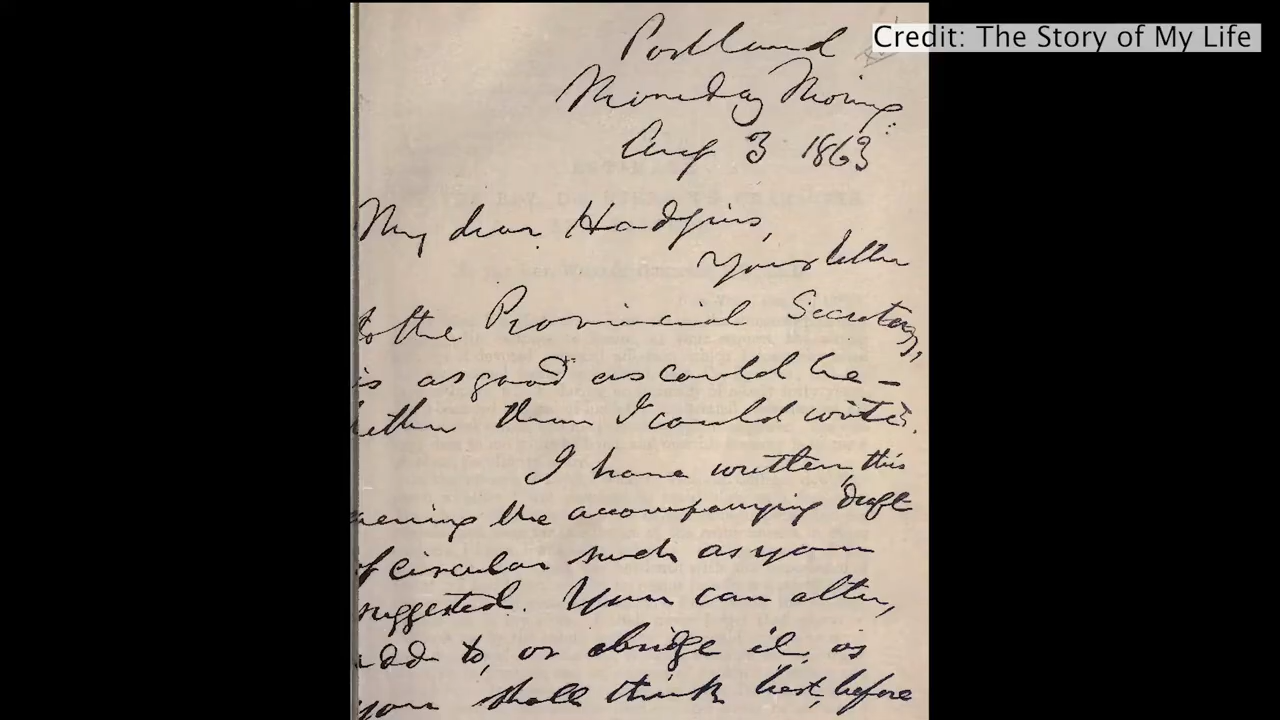 Credit: The Story of My Life
Portland
Monday Morning
Aug 3 1863
My dear Hodgins,
Your letter
to the Provincial Secretary,
is as good as could be –
better than I could write.
I have written this
evening the accompanying draft
of circular such as you
suggested. You can alter,
add to, or abridge it, as
you shall think best, before